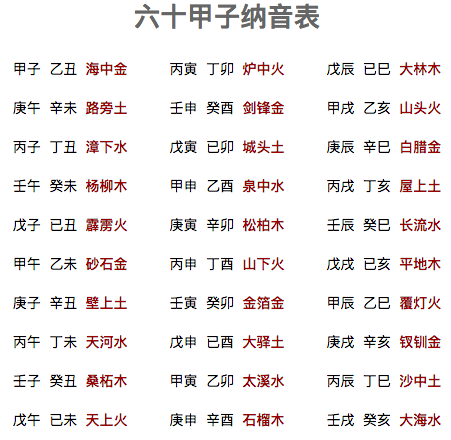 六十甲子纳音表
甲子 乙丑 海中金 丙寅 丁卯 炉中火 戊辰 已巳 大林木
庚午 辛未 路旁土 壬申 癸酉 剑锋金 甲戌 乙亥 山头火
丙子 丁丑 漳下水 戊寅 已卯 城头土 庚辰 辛巳 白腊金
壬午 癸未 杨柳木 甲申 乙酉 泉中水 丙戌 丁亥 屋上土
戊子 已丑 霹雳火 庚寅 辛卯 松柏木 壬辰 癸巳 长流水
甲午 乙未 砂石金 丙申 丁酉 山下火 戊戌 已亥 平地木
庚子 辛丑 壁上土 壬寅 癸卯 金箔金 甲辰 乙巳 覆灯火
丙午 丁未 天河水 戊申 已酉 大驿土 庚戌 辛亥 钗钏金
壬子 癸丑 桑柘木 甲寅 乙卯 太溪水 丙辰 丁巳 沙中土
戊午 已未 天上火 庚申 辛酉 石榴木 壬戌 癸亥 大海水